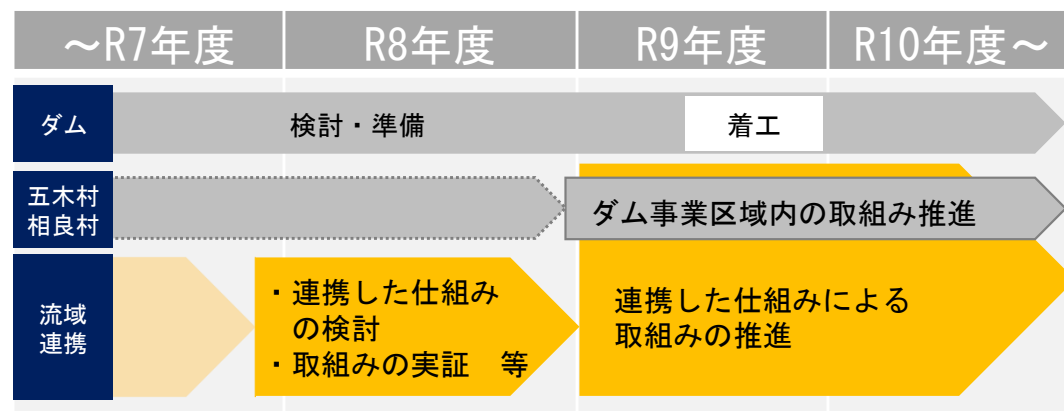 ～R7年度
R8年度
R9年度
R10年度～
ダム
検討・準備
着工
五木村
相良村
ダム事業区域内の取組み推進
流域
連携
・連携した仕組み
の検討
・取組みの実証　等
連携した仕組みによる
取組みの推進